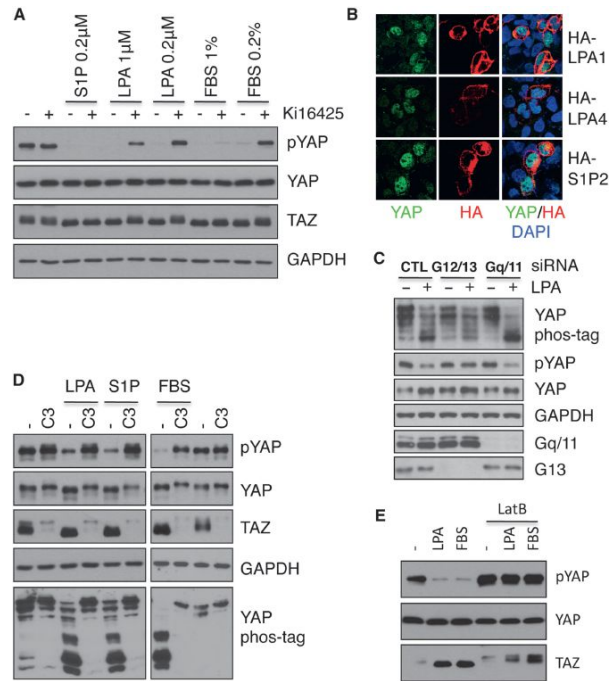 A
S1P 0.2µM
LPA 1µM
LPA 0.2µM
FBS 1%
FBS 0.2%
- + - + - + - + - + - + Ki16425
pYAP
YAP
TAZ
GAPDH
B
HA-
LPA1
HA-
LPA4
HA-
S1P2
YAP HA YAP/HA
DAPI
C
CTL G12/13 Gq/11 siRNA
- + - + - + LPA
YAP
phos-tag
pYAP
YAP
GAPDH
Gq/11
G13
D
LPA S1P FBS
- C3 - C3 - C3 - C3 - C3
pYAP
YAP
TAZ
GAPDH
YAP
phos-tag
E
LatB
- LPA FBS - LPA FBS
pYAP
YAP
TAZ